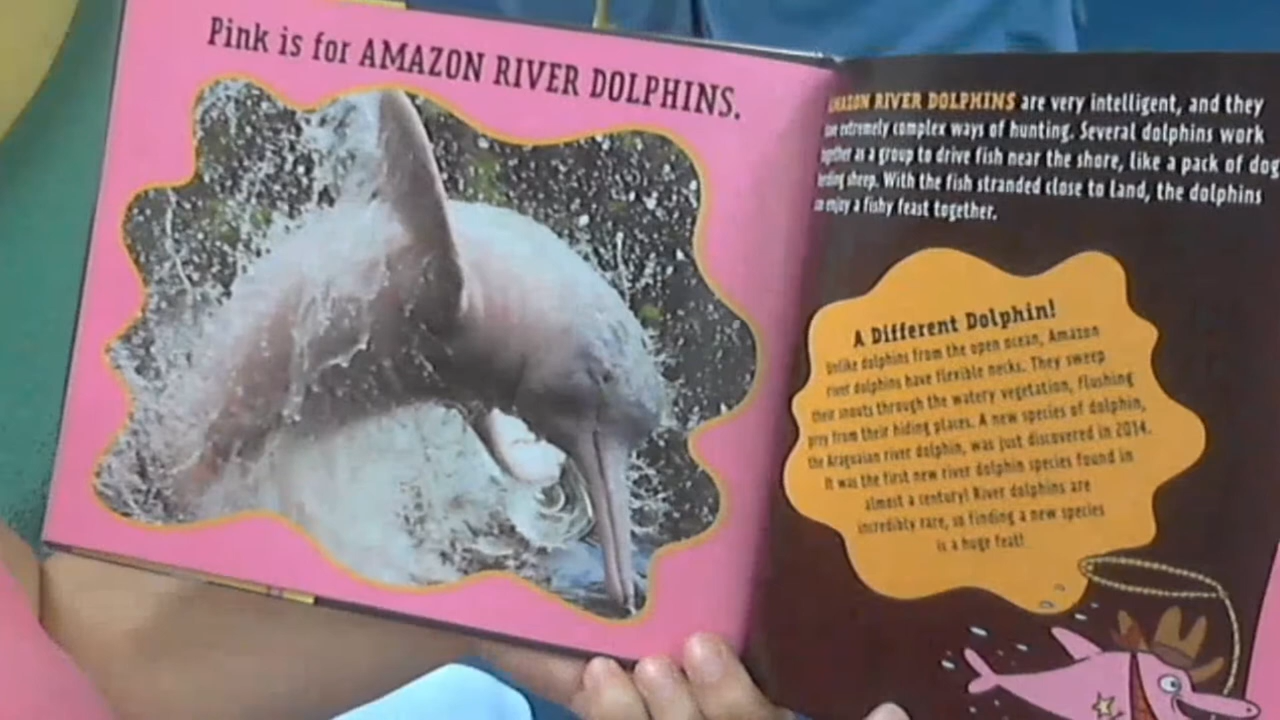 Pink is for AMAZON RIVER DOLPHINS.
AMAZON RIVER DOLPHINS are very intelligent, and they
have extremely complex ways of hunting. Several dolphins work
together as a group to drive fish near the shore, like a pack of dog
herding sheep. With the fish stranded close to land, the dolphins
can enjoy a fishy feast together.
A Different Dolphin!
Unlike dolphins from the open ocean, Amazon
river dolphins have flexible necks. They sweep
their snouts through the watery vegetation, flushing
prey from their hiding places. A new species of dolphin,
the Araguaian river dolphin, was just discovered in 2014.
It was the first new river dolphin species found in
almost a century! River dolphins are
incredibly rare, so finding a new species
is a huge feat!